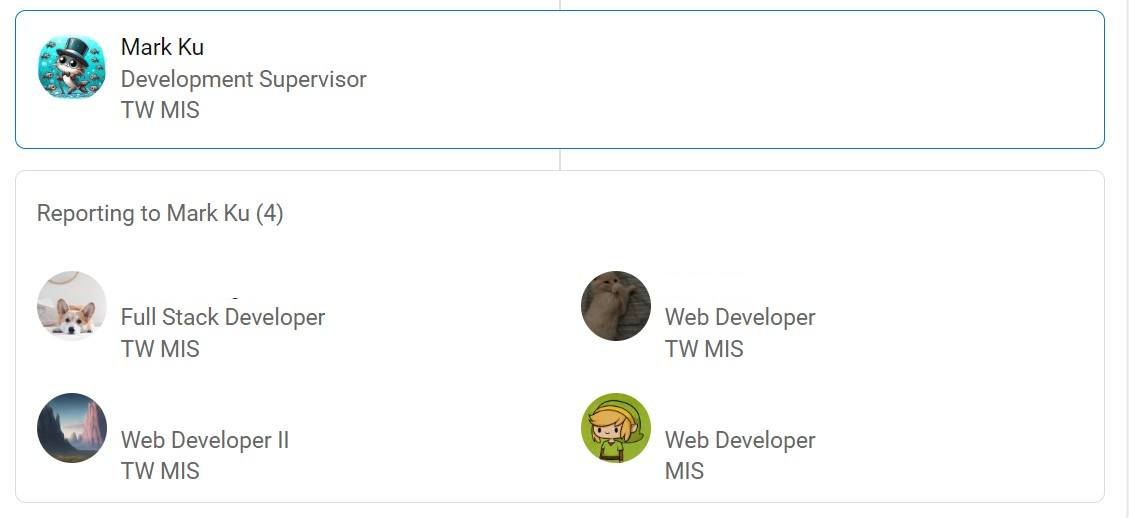 Mark Ku
Development Supervisor
TW MIS
Reporting to Mark Ku (4)
Full Stack Developer
TW MIS
Web Developer
TW MIS
Web Developer II
TW MIS
Web Developer
MIS